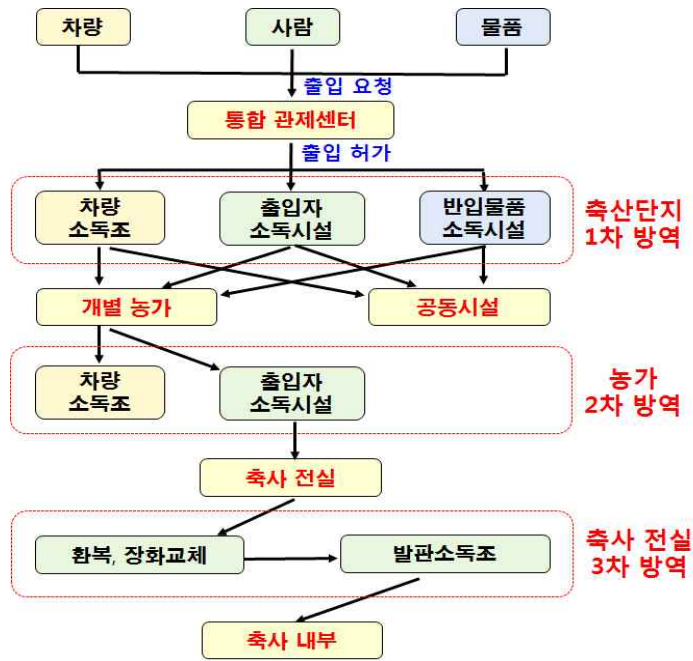 차량
사람
물품
출입 요청
통합 관제센터
출입 허가
차량
소독조
출입자
소독시설
반입물품
소독시설
축산단지
1차 방역
개별 농가
공동시설
차량
소독조
출입자
소독시설
농가
2차 방역
축사 전실
환복, 장화교체
발판소독조
축사 전실
3차 방역
축사 내부